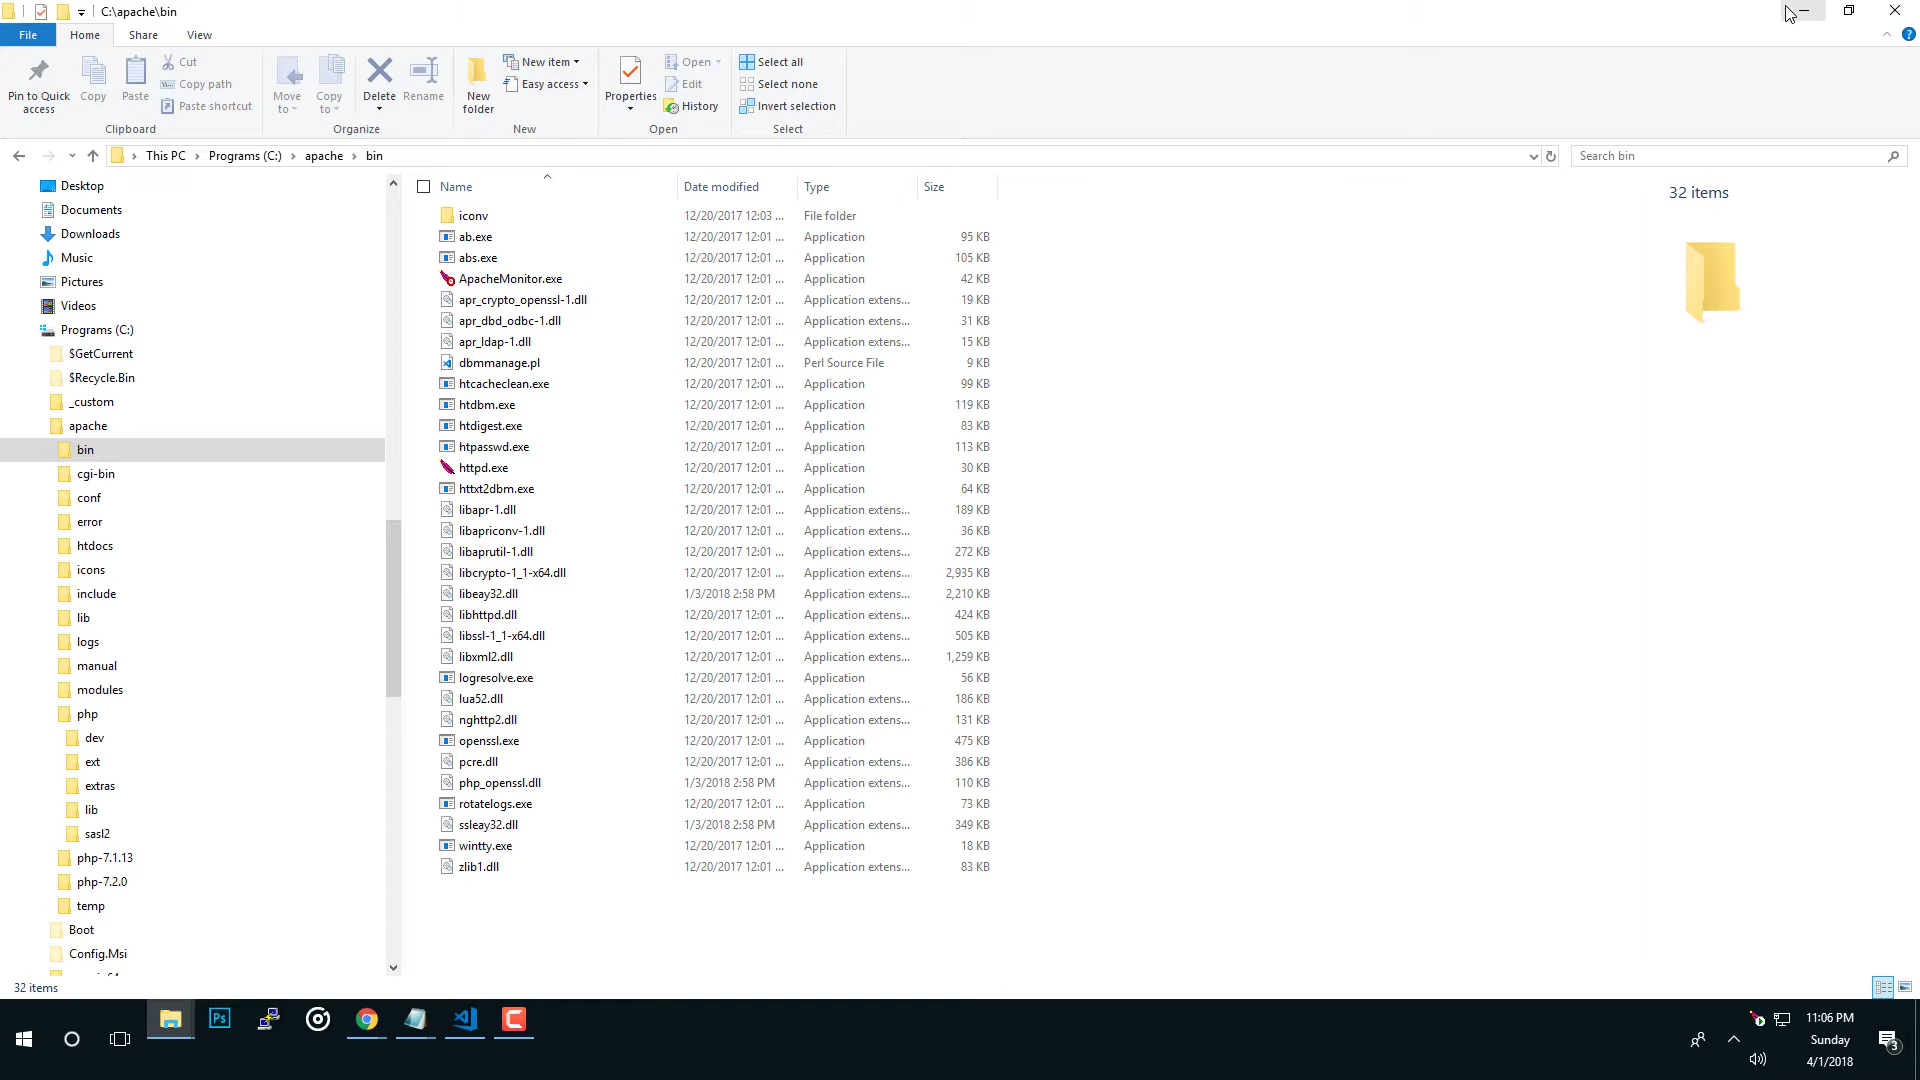 C:\apache\bin
File Home Share View
Pin to Quick access
Copy
Paste
Cut
Copy path
Paste shortcut
Clipboard
Move to
Copy to
Delete
Rename
Organize
New folder
New item
Easy access
New
Properties
Open
Edit
History
Open
Select all
Select none
Invert selection
Select
This PC > Programs (C:) > apache > bin
Search bin
Desktop
Documents
Downloads
Music
Pictures
Videos
Programs (C:)
$GetCurrent
$Recycle.Bin
_custom
apache
bin
cgi-bin
conf
error
htdocs
icons
include
lib
logs
manual
modules
php
dev
ext
extras
lib
sasl2
php-7.1.13
php-7.2.0
temp
Boot
Config.Msi
Name Date modified Type Size
iconv 12/20/2017 12:03 ... File folder
ab.exe 12/20/2017 12:01 ... Application 95 KB
abs.exe 12/20/2017 12:01 ... Application 105 KB
ApacheMonitor.exe 12/20/2017 12:01 ... Application 42 KB
apr_crypto_openssl-1.dll 12/20/2017 12:01 ... Application extens... 19 KB
apr_dbd_odbc-1.dll 12/20/2017 12:01 ... Application extens... 31 KB
apr_ldap-1.dll 12/20/2017 12:01 ... Application extens... 15 KB
dbmmanage.pl 12/20/2017 12:01 ... Perl Source File 9 KB
htcacheclean.exe 12/20/2017 12:01 ... Application 99 KB
htdbm.exe 12/20/2017 12:01 ... Application 119 KB
htdigest.exe 12/20/2017 12:01 ... Application 83 KB
htpasswd.exe 12/20/2017 12:01 ... Application 113 KB
httpd.exe 12/20/2017 12:01 ... Application 30 KB
httxt2dbm.exe 12/20/2017 12:01 ... Application 64 KB
libapr-1.dll 12/20/2017 12:01 ... Application extens... 189 KB
libapriconv-1.dll 12/20/2017 12:01 ... Application extens... 36 KB
libaprutil-1.dll 12/20/2017 12:01 ... Application extens... 272 KB
libcrypto-1_1-x64.dll 12/20/2017 12:01 ... Application extens... 2,935 KB
libeay32.dll 1/3/2018 2:58 PM Application extens... 2,210 KB
libhttpd.dll 12/20/2017 12:01 ... Application extens... 424 KB
libssl-1_1-x64.dll 12/20/2017 12:01 ... Application extens... 505 KB
libxml2.dll 12/20/2017 12:01 ... Application extens... 1,259 KB
logresolve.exe 12/20/2017 12:01 ... Application 56 KB
lua52.dll 12/20/2017 12:01 ... Application extens... 186 KB
nghttp2.dll 12/20/2017 12:01 ... Application extens... 131 KB
openssl.exe 12/20/2017 12:01 ... Application 475 KB
pcre.dll 12/20/2017 12:01 ... Application extens... 386 KB
php_openssl.dll 1/3/2018 2:58 PM Application extens... 110 KB
rotatelogs.exe 12/20/2017 12:01 ... Application 73 KB
ssleay32.dll 1/3/2018 2:58 PM Application extens... 349 KB
wintty.exe 12/20/2017 12:01 ... Application 18 KB
zlib1.dll 12/20/2017 12:01 ... Application extens... 83 KB
32 items
32 items
Ps
11:06 PM
Sunday
4/1/2018
3